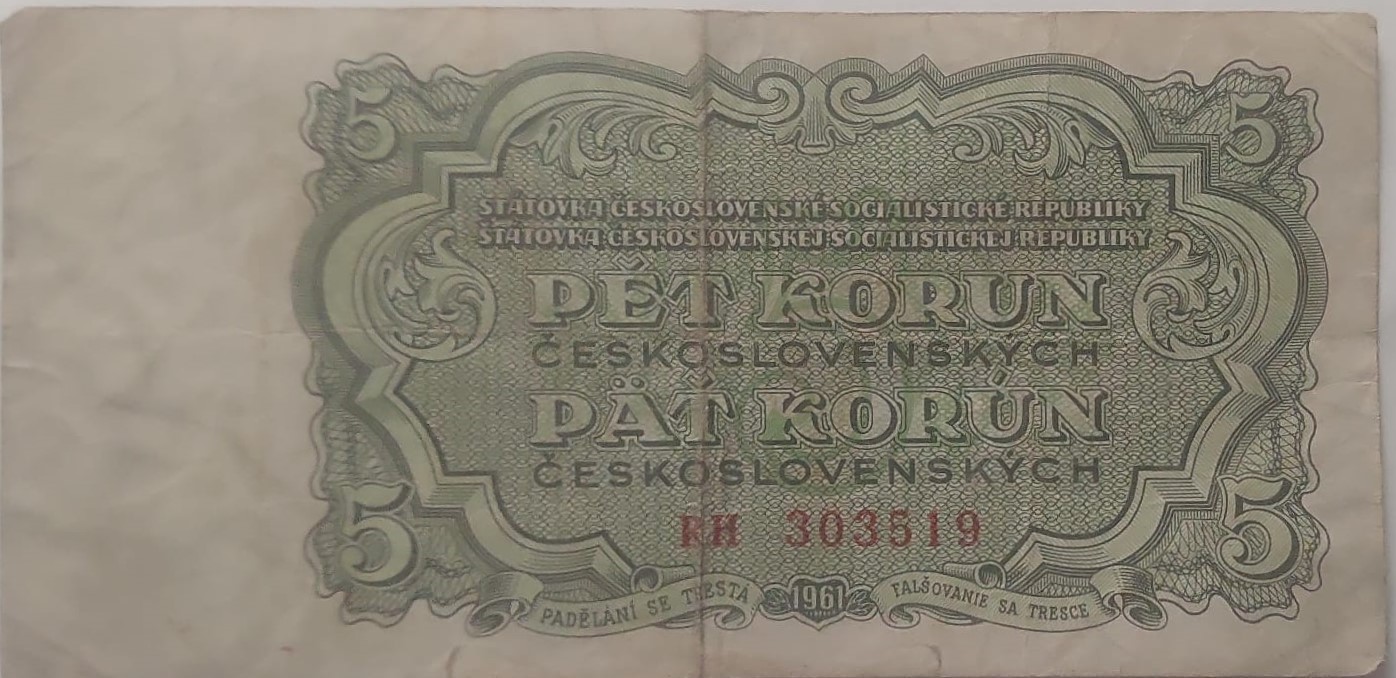 5 5
STÁTOVKA ČESKOSLOVENSKÉ SOCIALISTICKÉ REPUBLIKY
ŠTÁTOVKA ČESKOSLOVENSKEJ SOCIALISTICKEJ REPUBLIKY
PĚT KORUN
ČESKOSLOVENSKÝCH
PÄŤ KORÚN
ČESKOSLOVENSKÝCH
RH 303519
5 5
PADĚLÁNÍ SE TRESTÁ 1961 FALŠOVANIE SA TRESCE